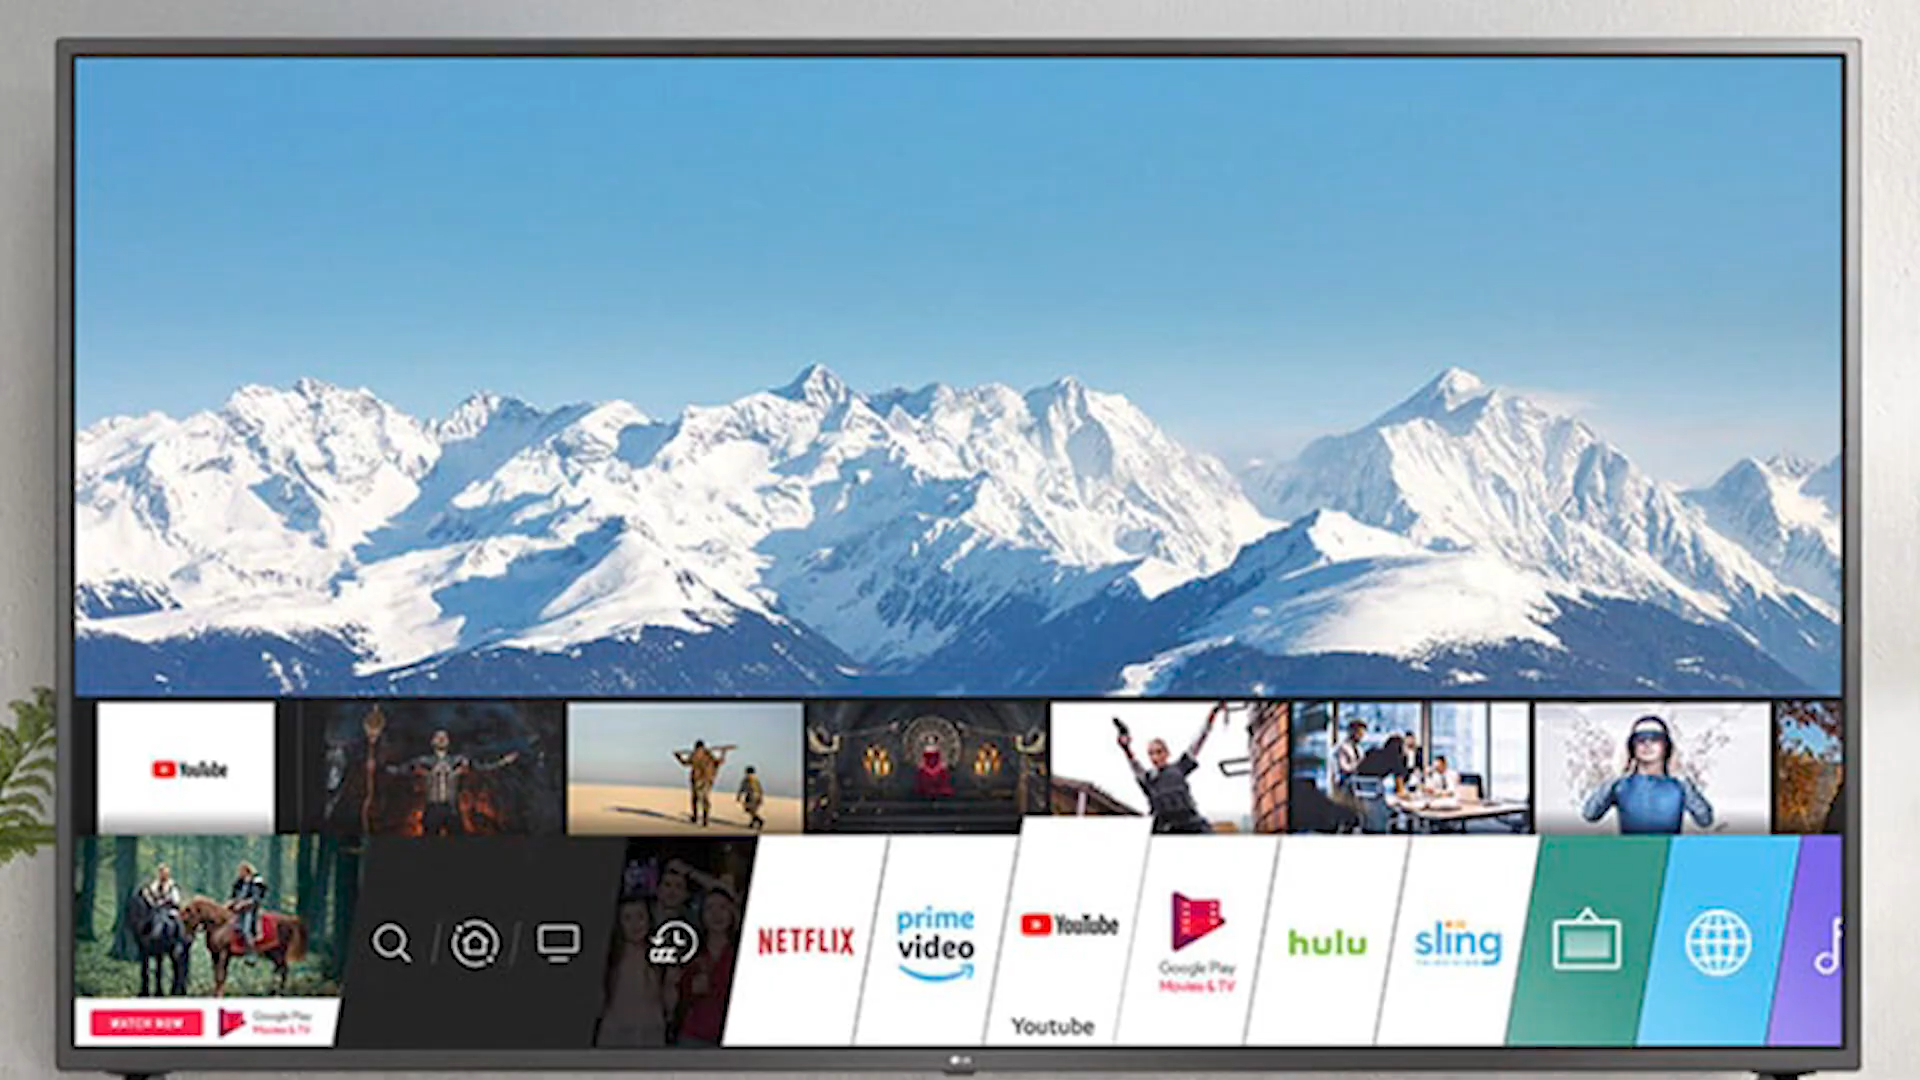 YouTube
NETFLIX
prime video
YouTube
Youtube
Google Play
Movies & TV
hulu
sling
TELEVISION
WATCH NOW
Google Play
Movies & TV
LG